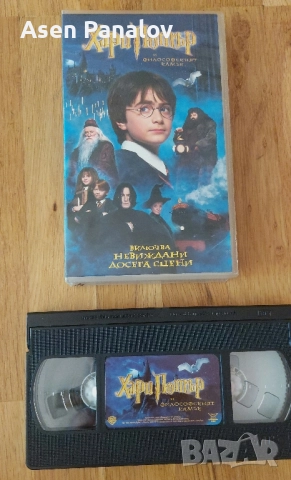 Asen Panalov
Хари Потър
и
философският
камък
включва
невиждани
досега сцени
Хари Потър
и
философският
камък
BAZAR